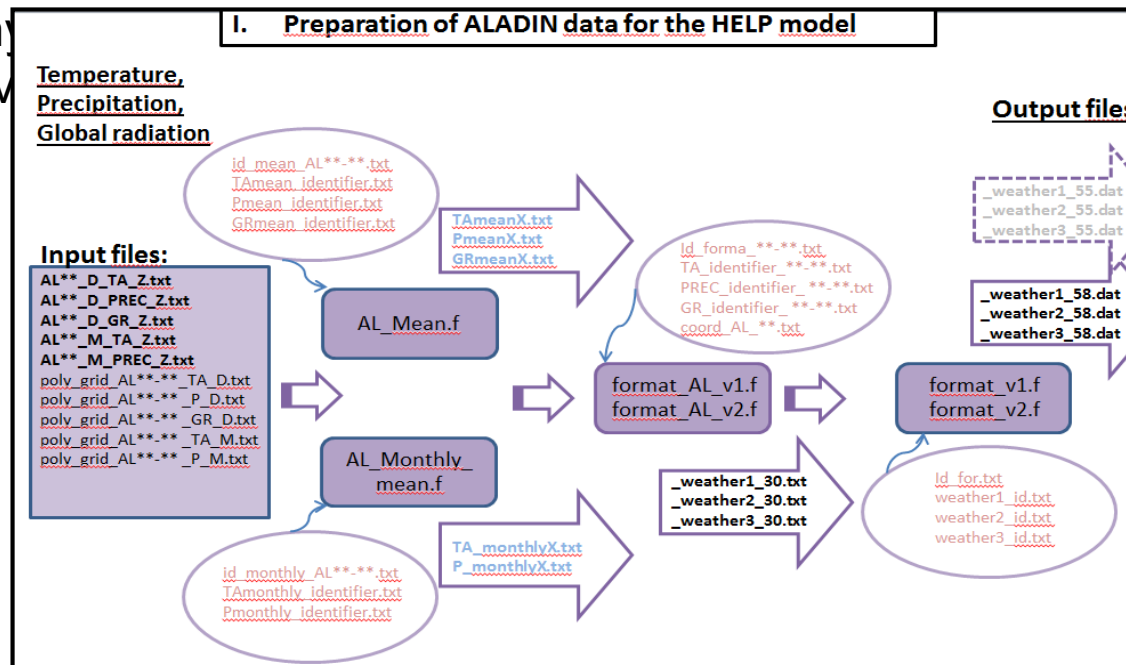 I. Preparation of ALADIN data for the HELP model
Temperature,
Precipitation,
Global radiation
Output files
id_mean_AL**-**.txt
TAmean_identifier.txt
Pmean_identifier.txt
GRmean_identifier.txt
TAmeanX.txt
PmeanX.txt
GRmeanX.txt
_weather1_55.dat
_weather2_55.dat
_weather3_55.dat
Id_forma_**-**.txt
TA_identifier_**-**.txt
PREC_identifier_ **-**.txt
GR_identifier_ **-**.txt
coord_AL_**.txt
_weather1_58.dat
_weather2_58.dat
_weather3_58.dat
Input files:
AL**_D_TA_Z.txt
AL**_D_PREC_Z.txt
AL**_D_GR_Z.txt
AL**_M_TA_Z.txt
AL**_M_PREC_Z.txt
poly_grid_AL**-**_TA_D.txt
poly_grid_AL**-** _P_D.txt
poly_grid_AL**-** _GR_D.txt
poly_grid_AL**-** _TA_M.txt
poly_grid_AL**-** _P_M.txt
AL_Mean.f
AL_Monthly_
mean.f
format_AL_v1.f
format_AL_v2.f
format_v1.f
format_v2.f
_weather1_30.txt
_weather2_30.txt
_weather3_30.txt
TA_monthlyX.txt
P_monthlyX.txt
id_monthly_AL**-**.txt
TAmonthly_identifier.txt
Pmonthly_identifier.txt
Id_for.txt
weather1_id.txt
weather2_id.txt
weather3_id.txt